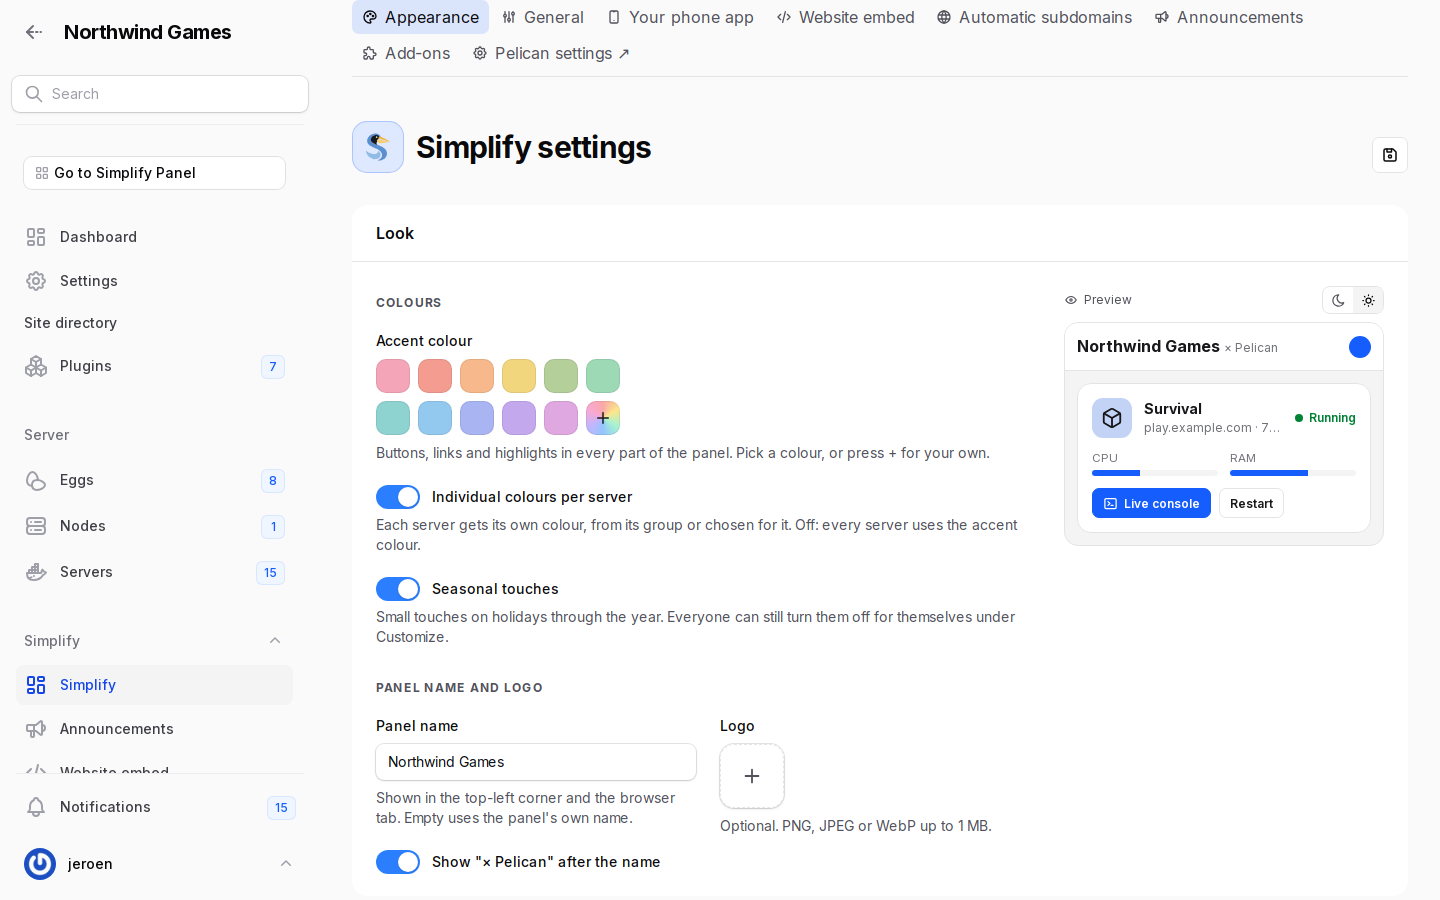 Northwind Games
Search
Go to Simplify Panel
Dashboard
Settings
Site directory
Plugins 7
Server
Eggs 8
Nodes 1
Servers 15
Simplify
Simplify
Announcements
Website embed
Notifications 15
jeroen
Appearance General Your phone app Website embed Automatic subdomains Announcements
Add-ons Pelican settings ↗
Simplify settings
Look
COLOURS
Accent colour
Buttons, links and highlights in every part of the panel. Pick a colour, or press + for your own.
Individual colours per server
Each server gets its own colour, from its group or chosen for it. Off: every server uses the accent
colour.
Seasonal touches
Small touches on holidays through the year. Everyone can still turn them off for themselves under
Customize.
PANEL NAME AND LOGO
Panel name
Northwind Games
Shown in the top-left corner and the browser
tab. Empty uses the panel's own name.
Logo
Optional. PNG, JPEG or WebP up to 1 MB.
Show "× Pelican" after the name
Preview
Northwind Games × Pelican
Survival
play.example.com · 7...
Running
CPU RAM
Live console Restart